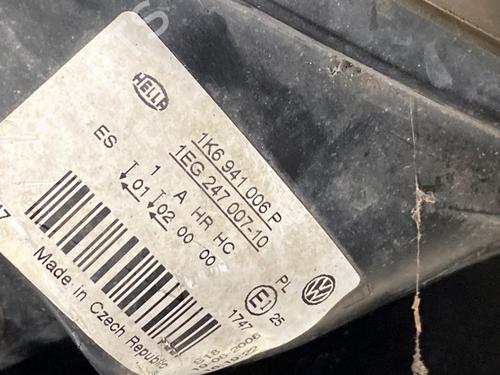 HELLA
1K6 941 006 P
1EG 247 007-10
ES 1 A HR HC
T T
01 02 00 00
PL
E1 25
1747
Made in Czech Republic
2006